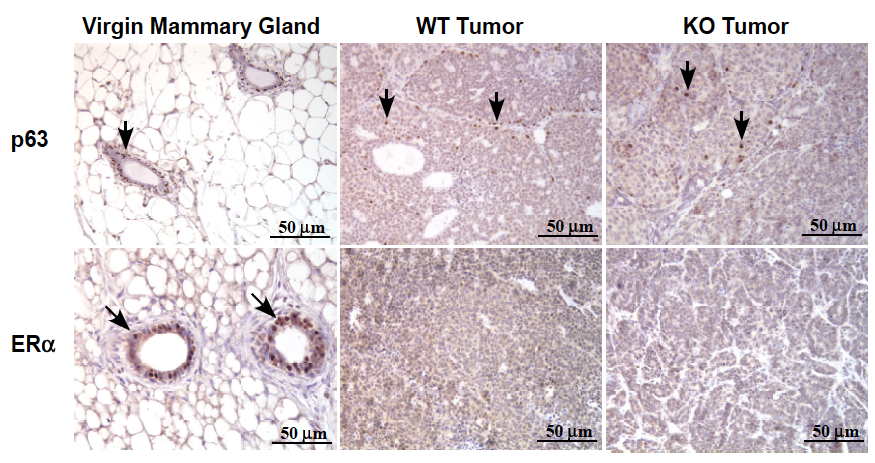 Virgin Mammary Gland WT Tumor KO Tumor
p63
50 µm 50 µm 50 µm
ERα
50 µm 50 µm 50 µm